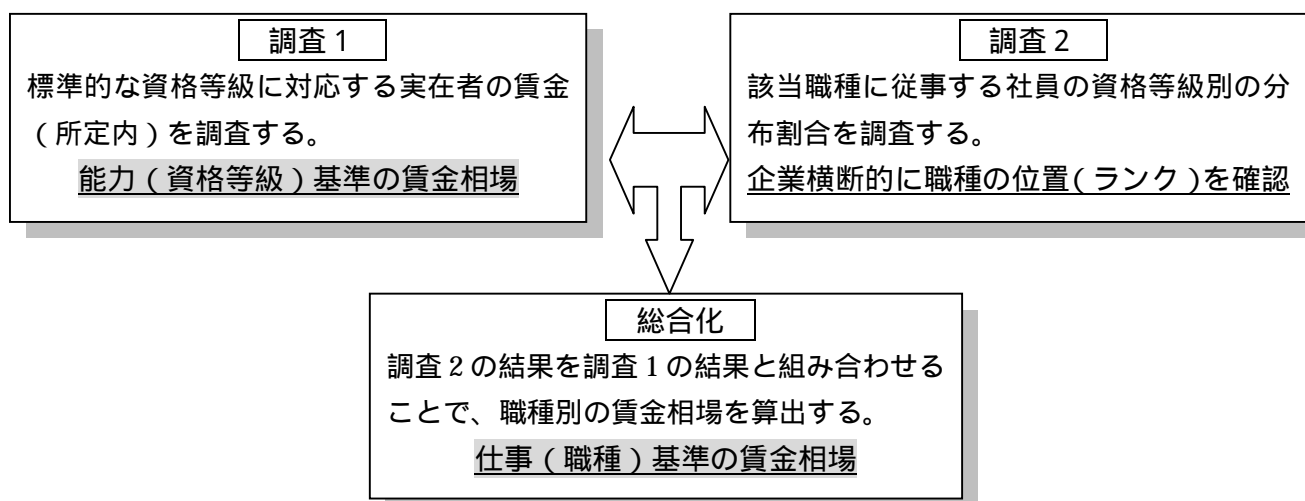 調査1
標準的な資格等級に対応する実在者の賃金
（所定内）を調査する。
能力（資格等級）基準の賃金相場
調査2
該当職種に従事する社員の資格等級別の分
布割合を調査する。
企業横断的に職種の位置（ランク）を確認
総合化
調査2の結果を調査1の結果と組み合わせる
ことで、職種別の賃金相場を算出する。
仕事（職種）基準の賃金相場